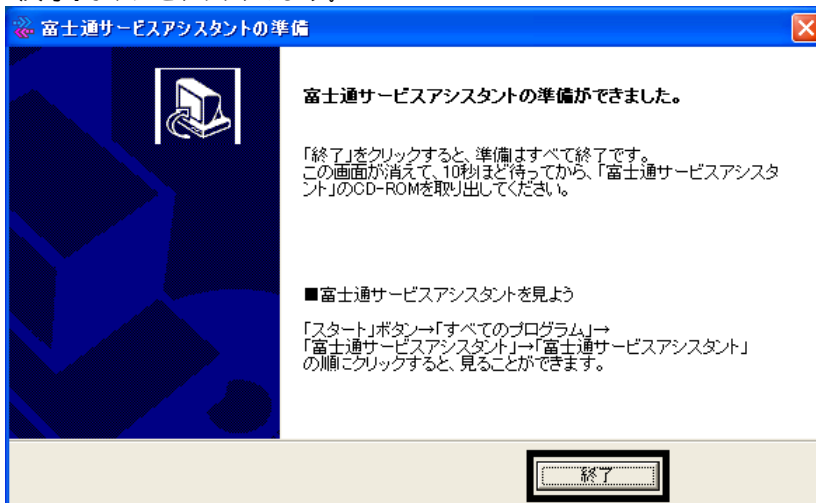 富士通サービスアシスタントの準備
富士通サービスアシスタントの準備ができました。
「終了」をクリックすると、準備はすべて終了です。
この画面が消えて、10秒ほど待ってから、「富士通サービスアシスタ
ント」のCD-ROMを取り出してください。
■富士通サービスアシスタントを見よう
「スタート」ボタン→「すべてのプログラム」→
「富士通サービスアシスタント」→「富士通サービスアシスタント」
の順にクリックすると、見ることができます。
終了